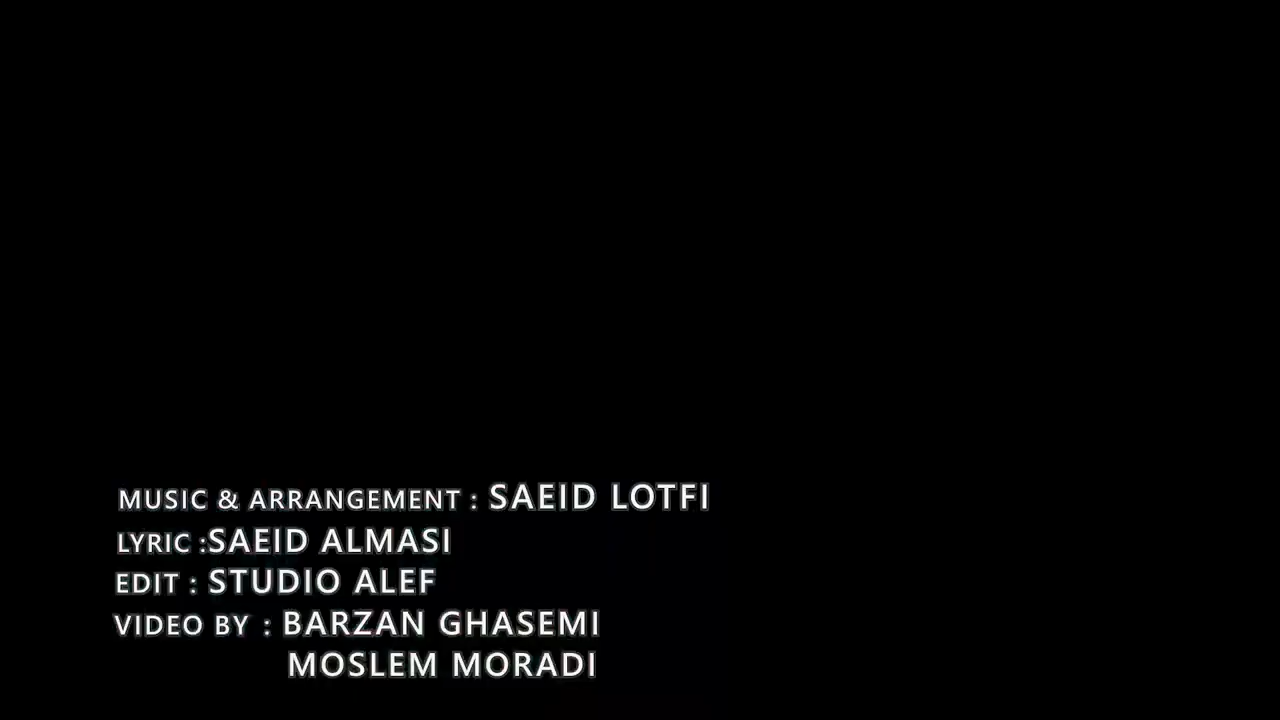 MUSIC & ARRANGEMENT : SAEID LOTFI
LYRIC :SAEID ALMASI
EDIT : STUDIO ALEF
VIDEO BY : BARZAN GHASEMI
MOSLEM MORADI